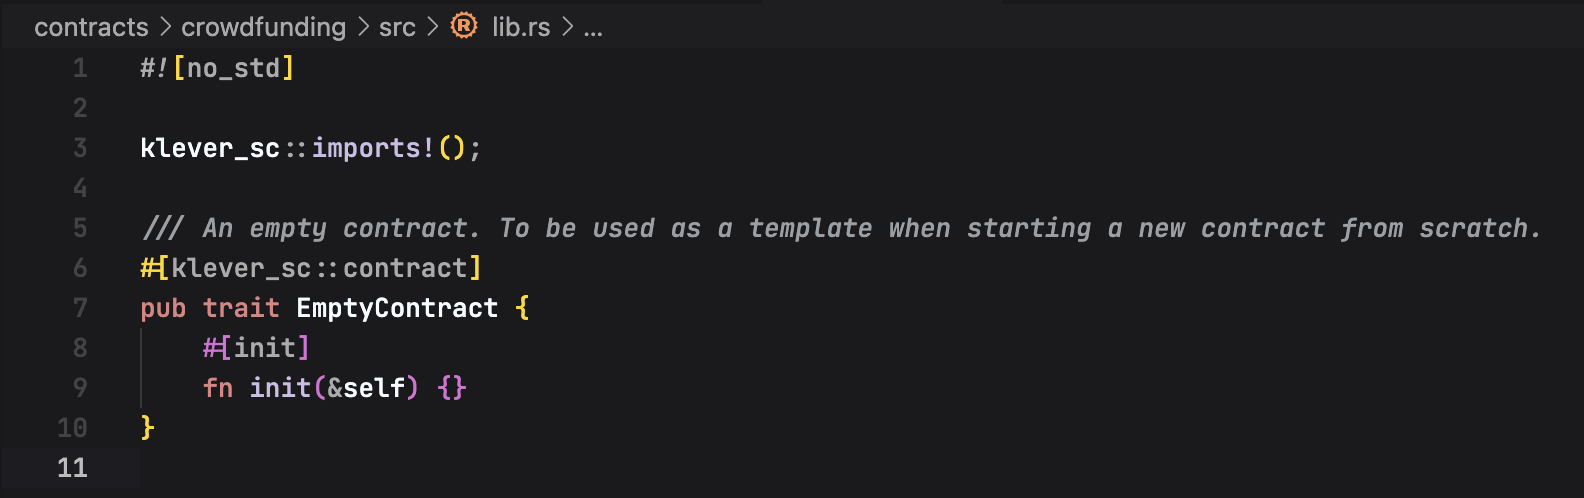 contracts > crowdfunding > src > lib.rs > ...
1 #![no_std]
2
3 klever_sc::imports!();
4
5 /// An empty contract. To be used as a template when starting a new contract from scratch.
6 #[klever_sc::contract]
7 pub trait EmptyContract {
8     #[init]
9     fn init(&self) {}
10 }
11